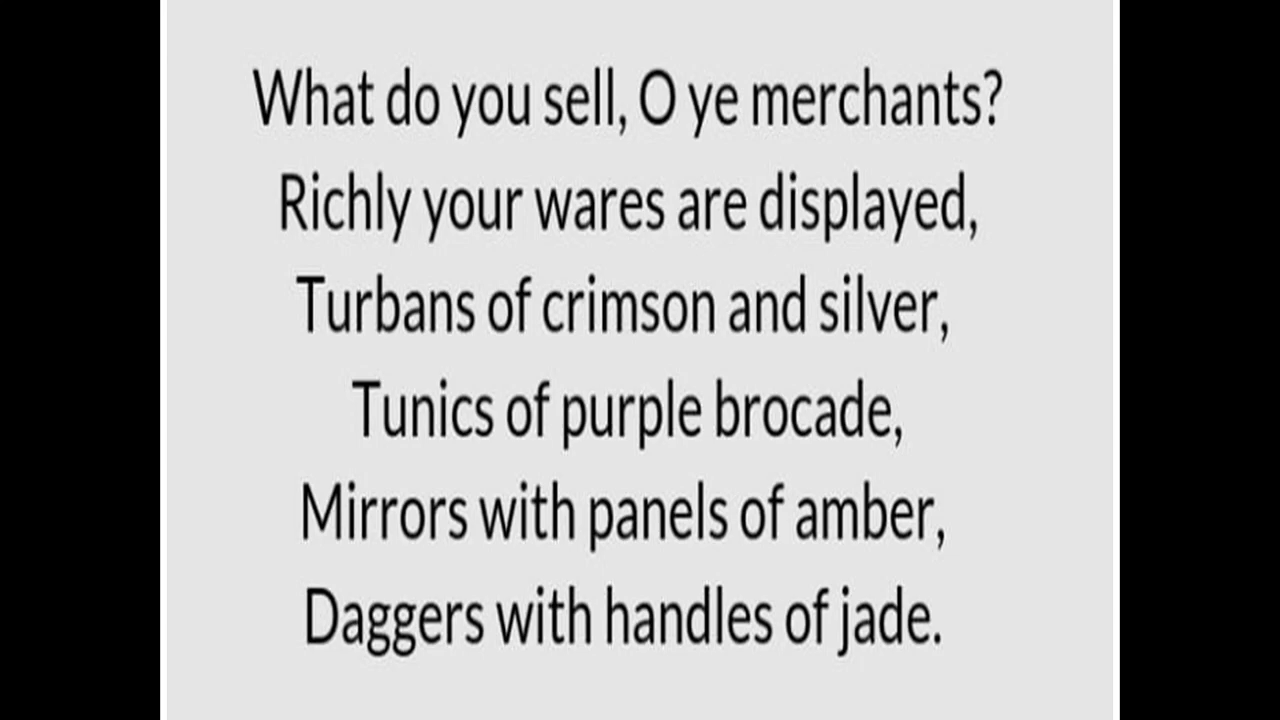 What do you sell, O ye merchants?
Richly your wares are displayed,
Turbans of crimson and silver,
Tunics of purple brocade,
Mirrors with panels of amber,
Daggers with handles of jade.